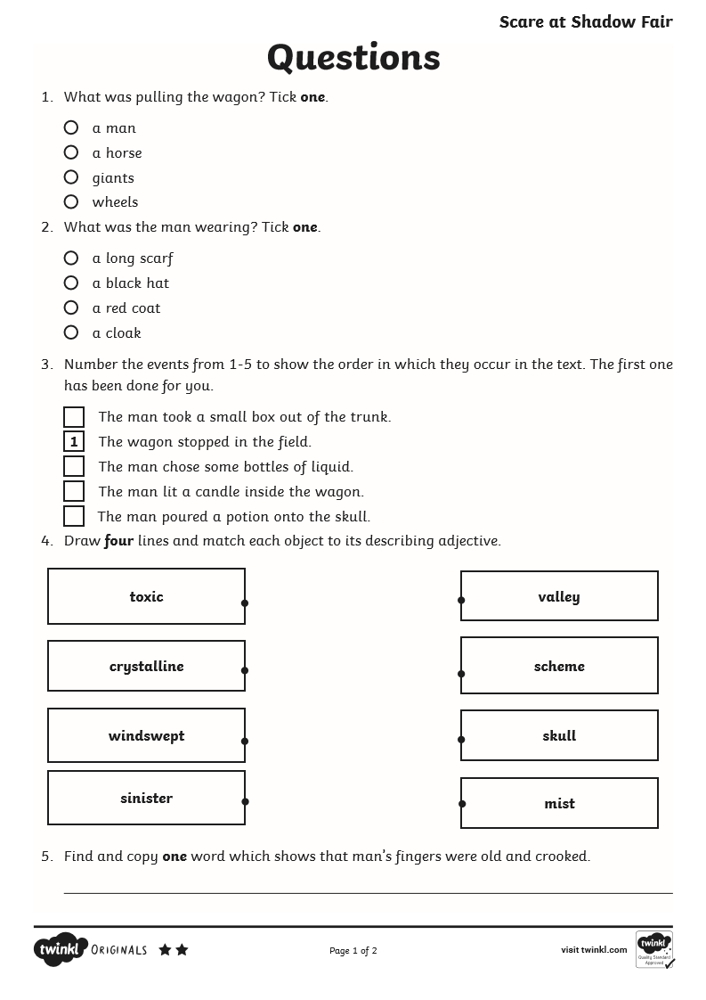 Scare at Shadow Fair
Questions
1. What was pulling the wagon? Tick one.
a man
a horse
giants
wheels
2. What was the man wearing? Tick one.
a long scarf
a black hat
a red coat
a cloak
3. Number the events from 1-5 to show the order in which they occur in the text. The first one
has been done for you.
The man took a small box out of the trunk.
1 The wagon stopped in the field.
The man chose some bottles of liquid.
The man lit a candle inside the wagon.
The man poured a potion onto the skull.
4. Draw four lines and match each object to its describing adjective.
toxic valley
crystalline scheme
windswept skull
sinister mist
5. Find and copy one word which shows that man's fingers were old and crooked.
twinkl ORIGINALS Page 1 of 2 visit twinkl.com twinkl
Quality Standard
Approved